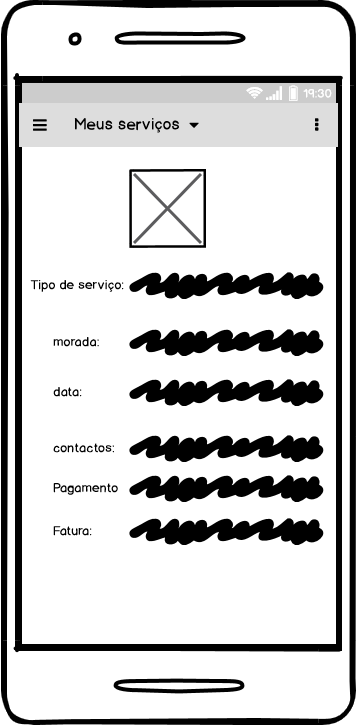 19:30
Meus serviços
Tipo de serviço:
morada:
data:
contactos:
Pagamento
Fatura: